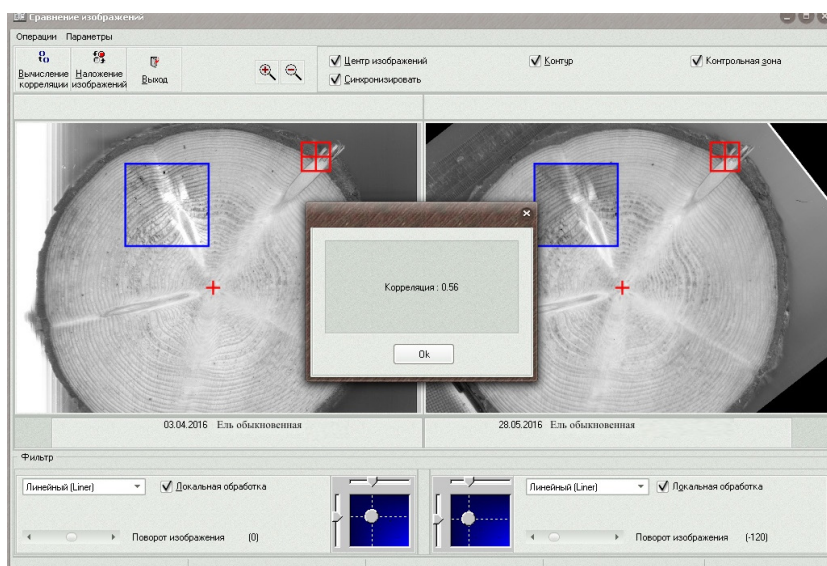 Сравнение изображений
Операции Параметры
Вычисление корреляции
Наложение изображений
Выход
Центр изображений
Синхронизировать
Контур
Контрольная зона
Корреляция : 0.56
Ok
03.04.2016 Ель обыкновенная
28.05.2016 Ель обыкновенная
Фильтр
Линейный (Liner)
Локальная обработка
Поворот изображения (0)
Линейный (Liner)
Локальная обработка
Поворот изображения (-120)